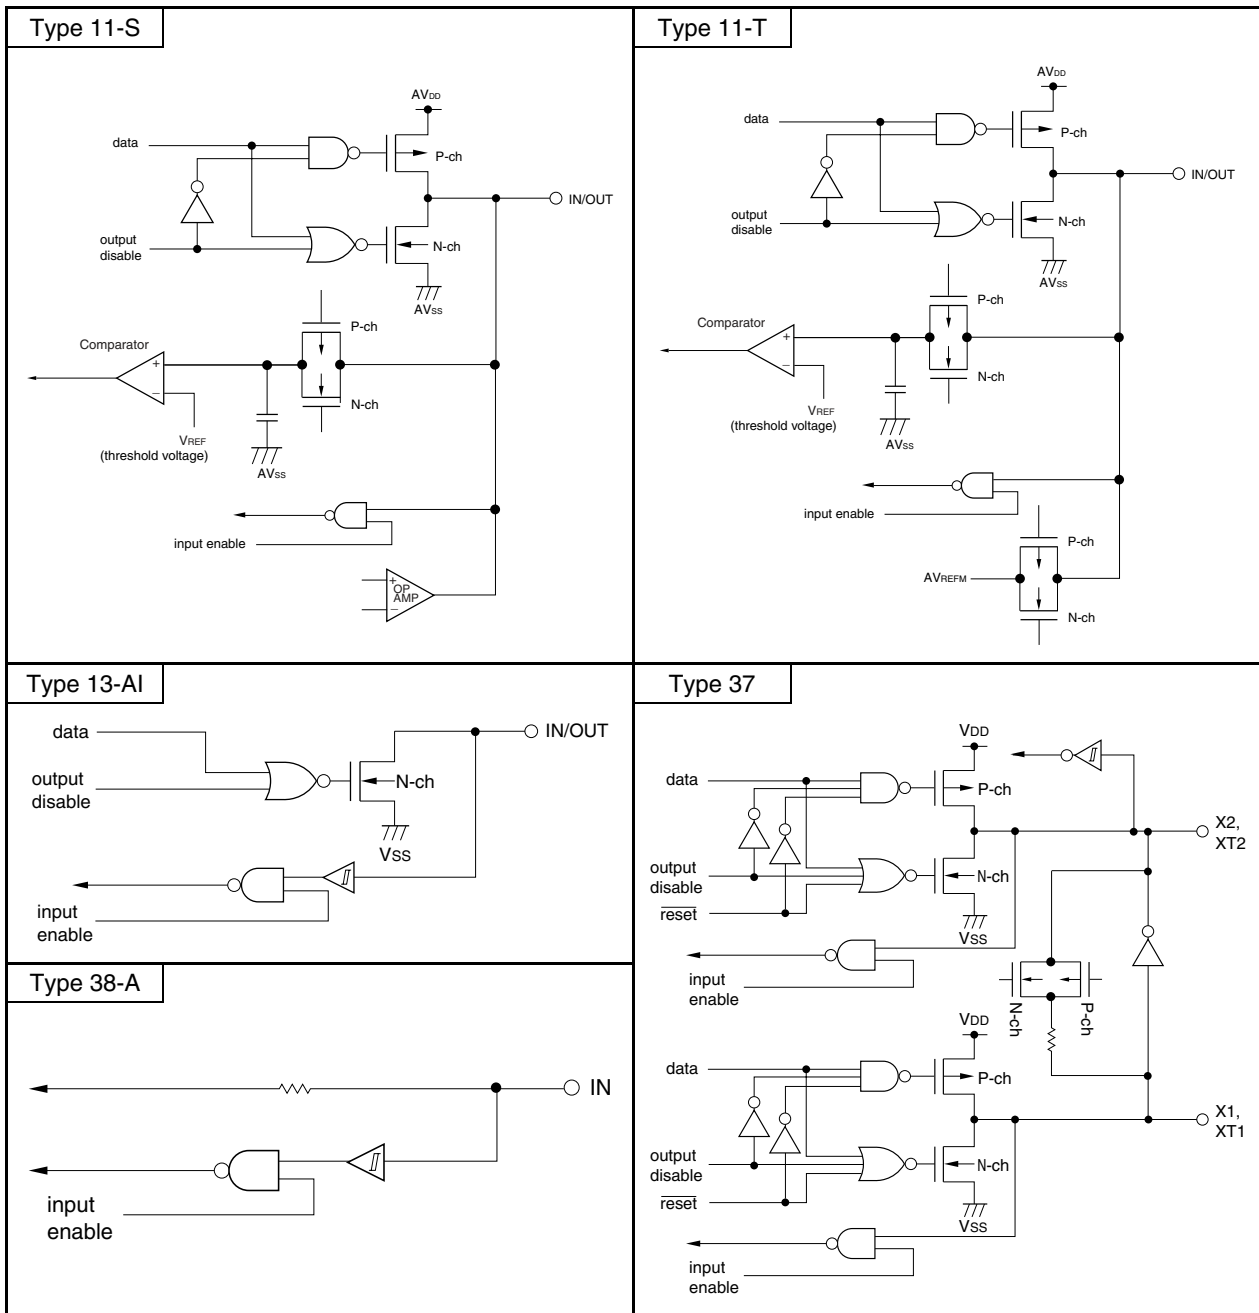 Type 11-S
AVDD
data
P-ch
IN/OUT
output
disable
N-ch
AVSS
P-ch
Comparator
+
−
N-ch
VREF
(threshold voltage)
AVSS
input enable
+
OP
AMP
−
Type 11-T
AVDD
data
P-ch
IN/OUT
output
disable
N-ch
AVSS
P-ch
Comparator
+
−
N-ch
VREF
(threshold voltage)
AVSS
input enable
P-ch
AVREFM
N-ch
Type 13-AI
data
IN/OUT
output
disable
N-ch
VSS
input
enable
Type 37
VDD
data
P-ch
X2,
XT2
output
disable
N-ch
reset
VSS
input
enable
N-ch
P-ch
VDD
data
P-ch
X1,
XT1
output
disable
N-ch
reset
VSS
input
enable
Type 38-A
IN
input
enable